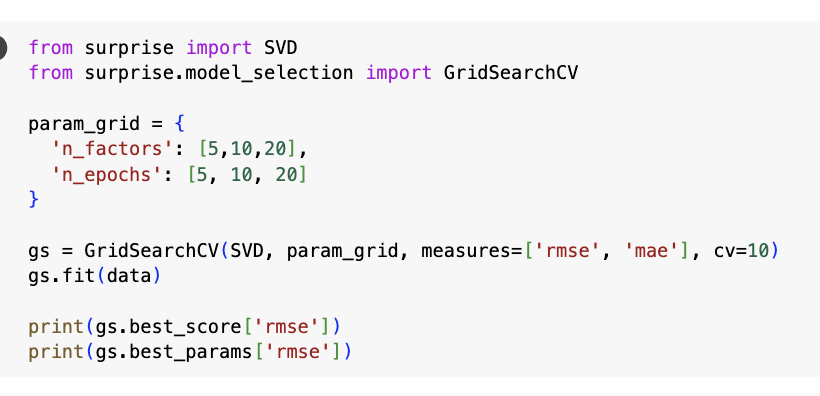 from surprise import SVD
from surprise.model_selection import GridSearchCV

param_grid = {
  'n_factors': [5,10,20],
  'n_epochs': [5, 10, 20]
}

gs = GridSearchCV(SVD, param_grid, measures=['rmse', 'mae'], cv=10)
gs.fit(data)

print(gs.best_score['rmse'])
print(gs.best_params['rmse'])